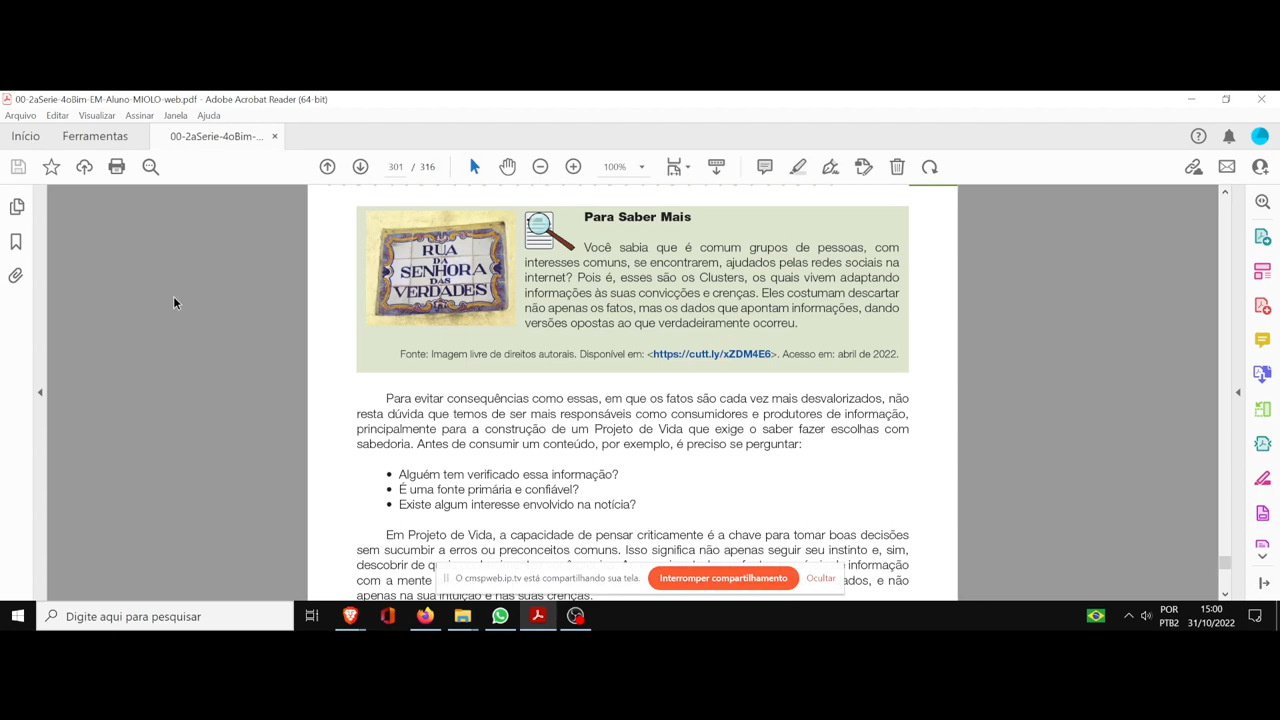 00-2aSerie-4oBim-EM-Aluno-MIOLO-web.pdf - Adobe Acrobat Reader (64-bit)
Arquivo Editar Visualizar Assinar Janela Ajuda
Início Ferramentas 00-2aSerie-4oBim-... ×
301 / 316 100%
Para Saber Mais
RUA
DA
SENHORA
DAS
VERDADES
Você sabia que é comum grupos de pessoas, com
interesses comuns, se encontrarem, ajudados pelas redes sociais na
internet? Pois é, esses são os Clusters, os quais vivem adaptando
informações às suas convicções e crenças. Eles costumam descartar
não apenas os fatos, mas os dados que apontam informações, dando
versões opostas ao que verdadeiramente ocorreu.
Fonte: Imagem livre de direitos autorais. Disponível em: <https://cutt.ly/xZDM4E6>. Acesso em: abril de 2022.
Para evitar consequências como essas, em que os fatos são cada vez mais desvalorizados, não
resta dúvida que temos de ser mais responsáveis como consumidores e produtores de informação,
principalmente para a construção de um Projeto de Vida que exige o saber fazer escolhas com
sabedoria. Antes de consumir um conteúdo, por exemplo, é preciso se perguntar:
• Alguém tem verificado essa informação?
• É uma fonte primária e confiável?
• Existe algum interesse envolvido na notícia?
Em Projeto de Vida, a capacidade de pensar criticamente é a chave para tomar boas decisões
sem sucumbir a erros ou preconceitos comuns. Isso significa não apenas seguir seu instinto e, sim,
descobrir de informação
com a mente ados, e não
apenas na sua intuição e nas suas crenças.
O cmspweb.ip.tv está compartilhando sua tela. Interromper compartilhamento Ocultar
Digite aqui para pesquisar
POR
PTB2
15:00
31/10/2022